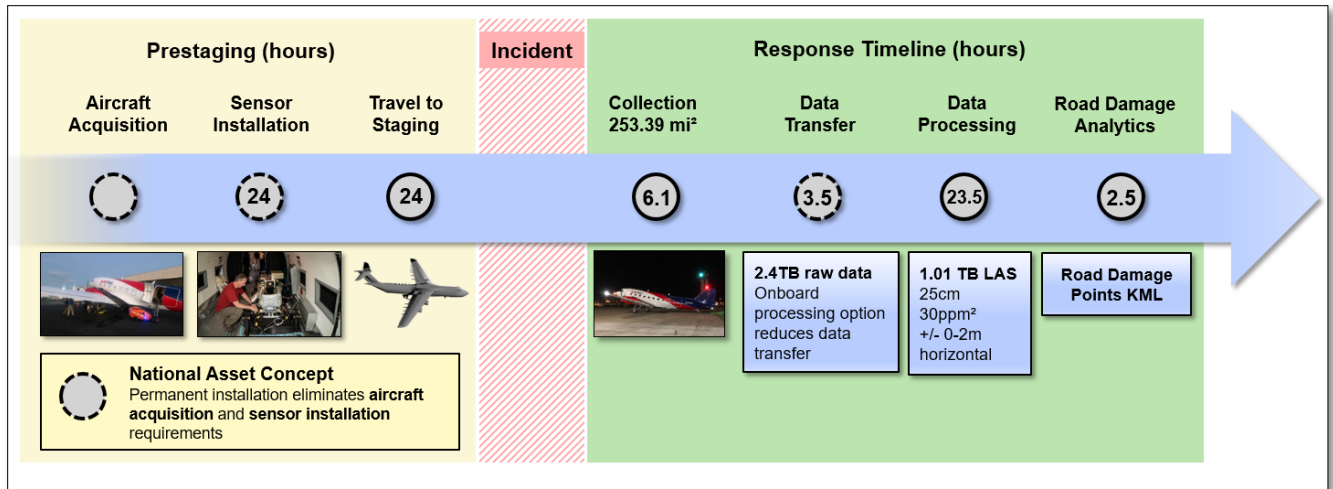 Prestaging (hours)
Incident
Response Timeline (hours)
Aircraft
Acquisition
Sensor
Installation
Travel to
Staging
Collection
253.39 mi²
Data
Transfer
Data
Processing
Road Damage
Analytics
24
24
6.1
3.5
23.5
2.5
2.4TB raw data
Onboard
processing option
reduces data
transfer
1.01 TB LAS
25cm
30ppm²
+/- 0-2m
horizontal
Road Damage
Points KML
National Asset Concept
Permanent installation eliminates aircraft
acquisition and sensor installation
requirements